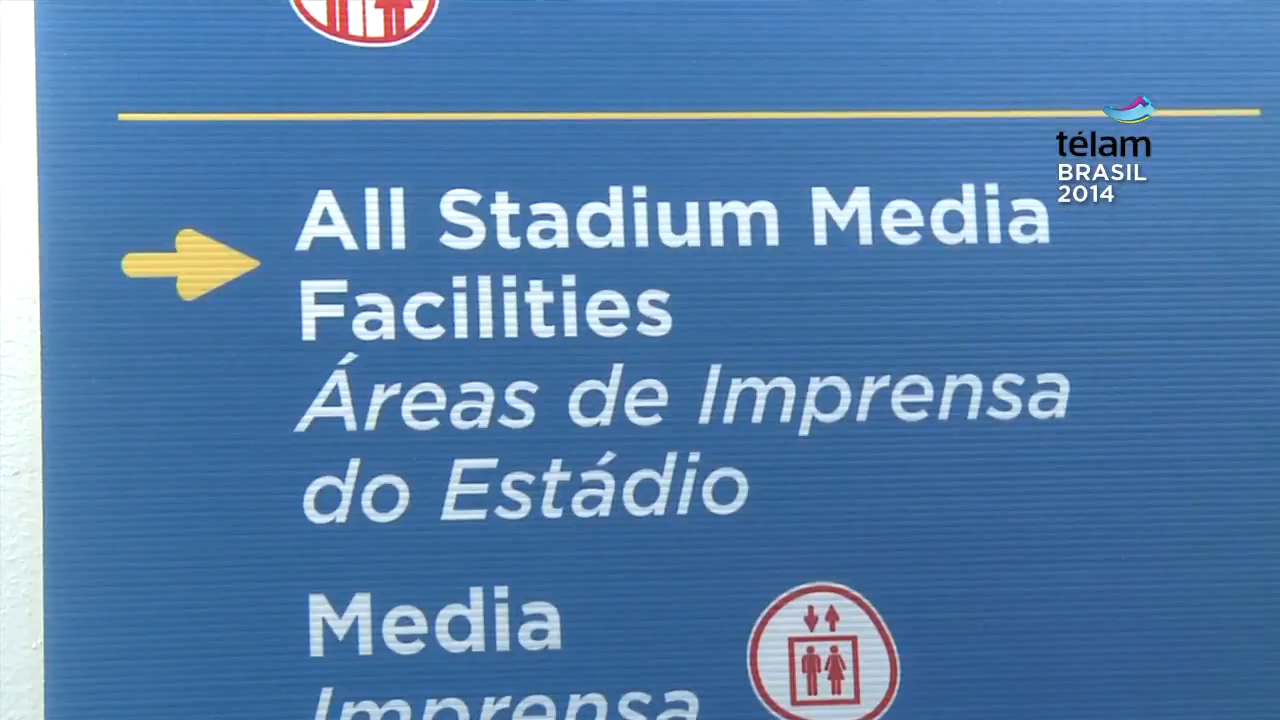 All Stadium Media
Facilities
Áreas de Imprensa
do Estádio
Media
Imprensa
télam
BRASIL
2014